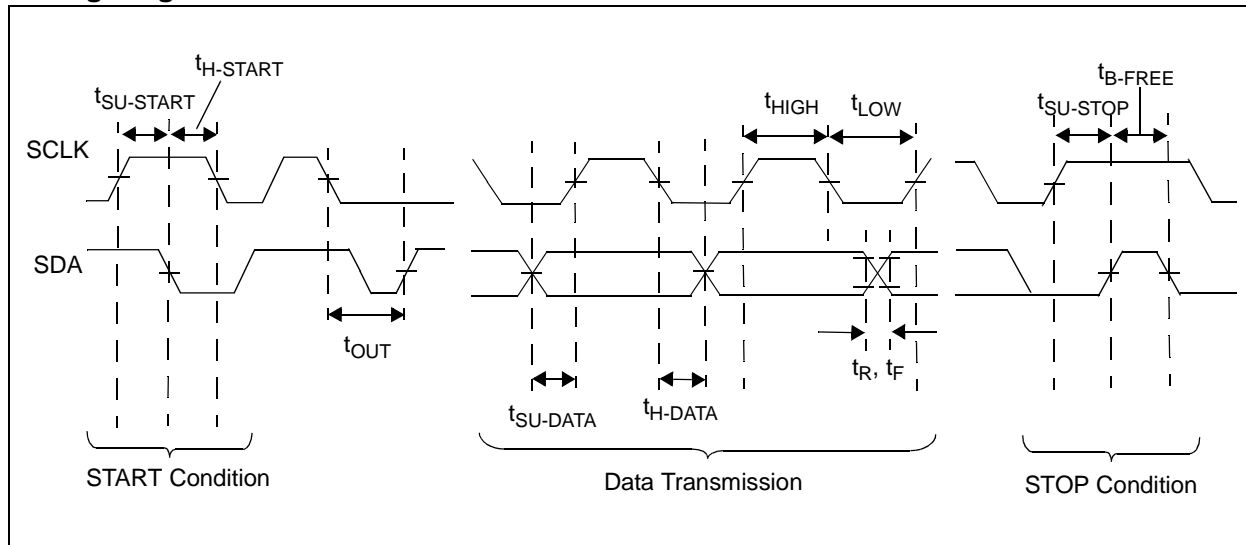 tH-START
tSU-START
tB-FREE
tHIGH
tLOW
tSU-STOP
SCLK
SDA
tOUT
tR, tF
tSU-DATA
tH-DATA
START Condition
Data Transmission
STOP Condition